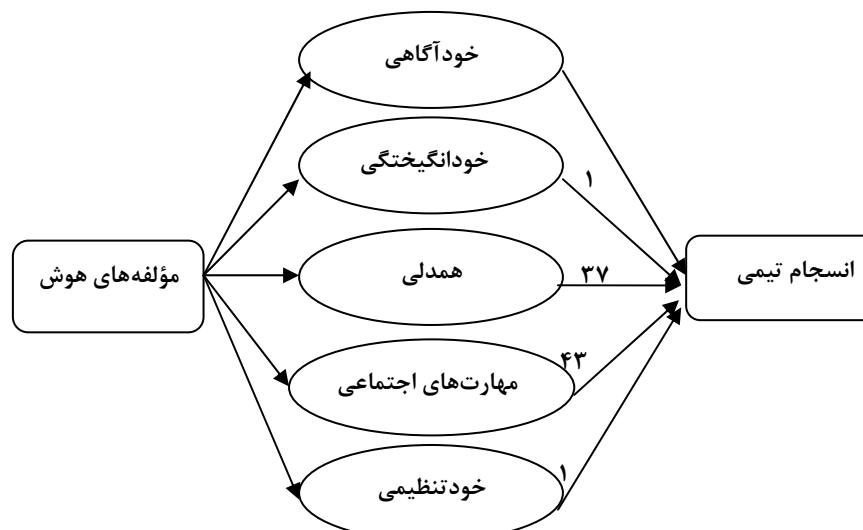 خودآگاهی
خودانگیختگی
۱
مؤلفه‌های هوش
همدلی
۳۷
انسجام تیمی
مهارت‌های اجتماعی
۴۳
خودتنظیمی
۱